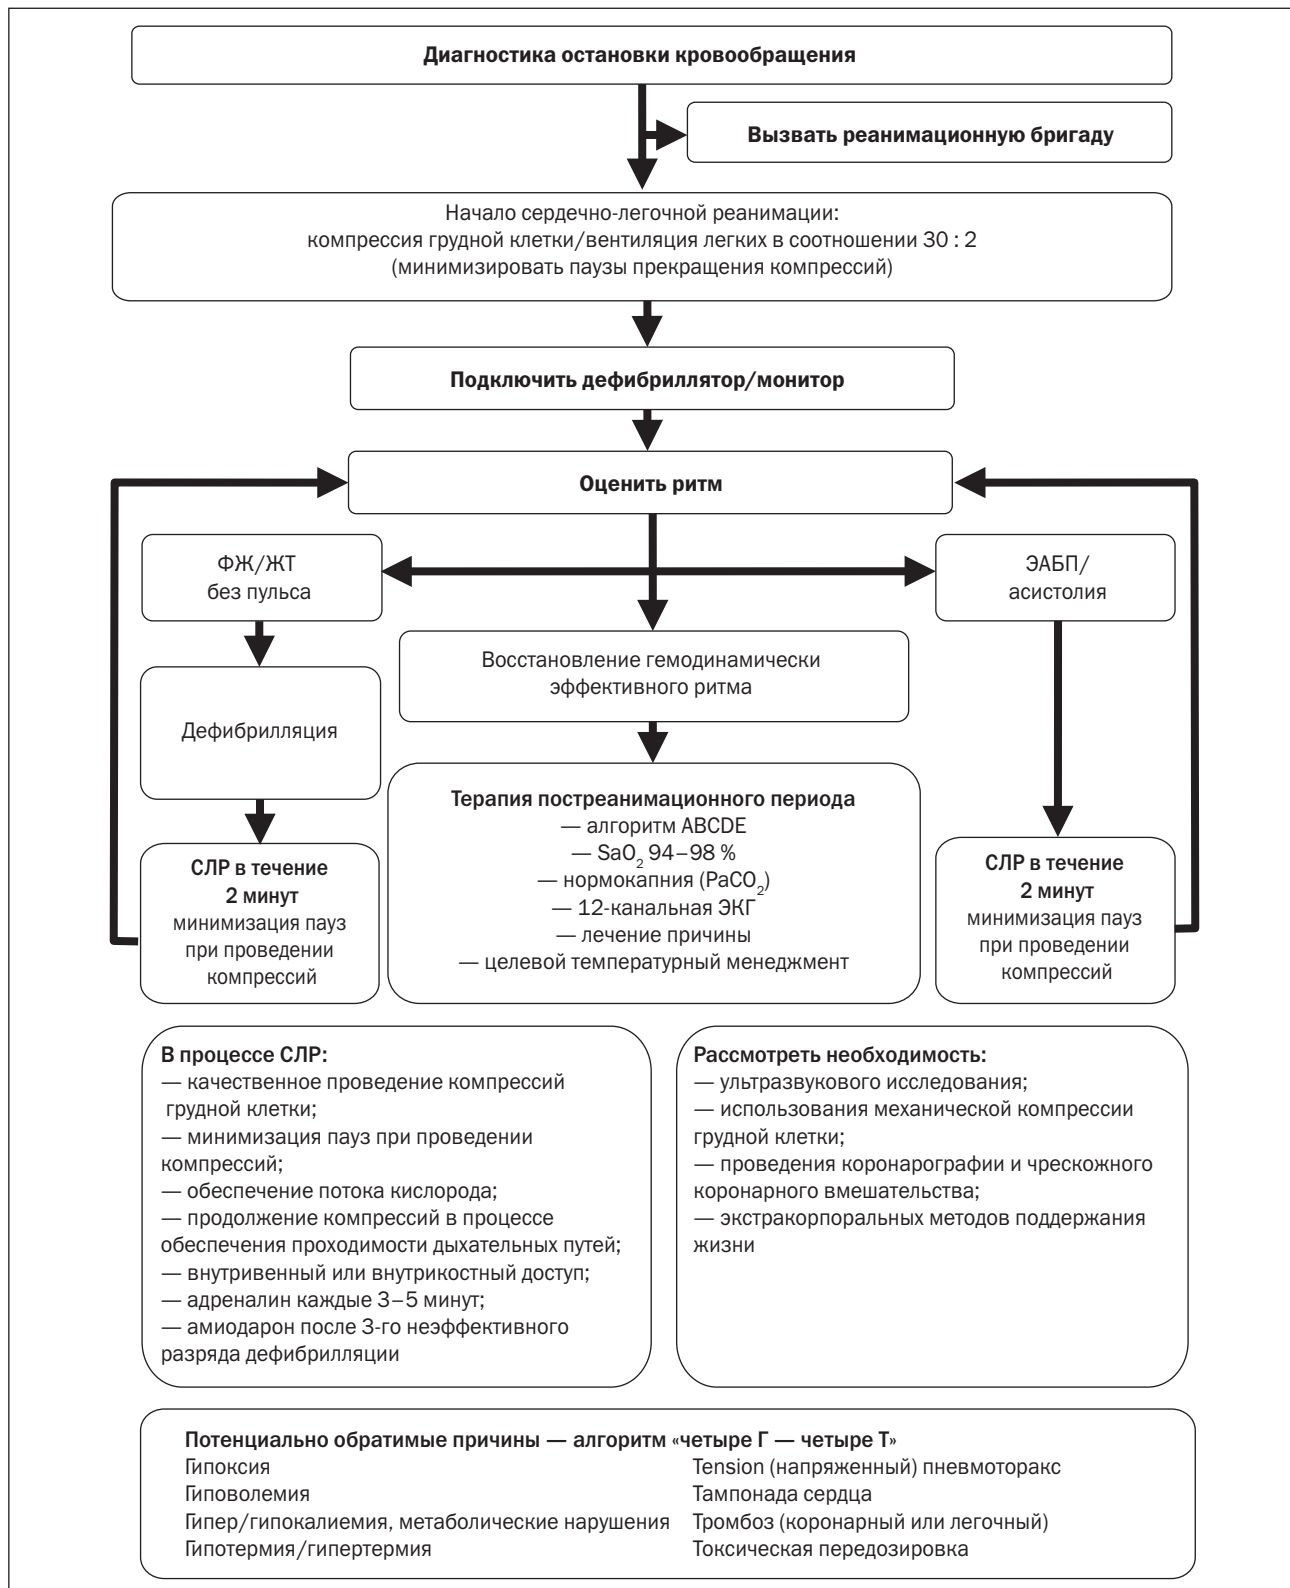 Диагностика остановки кровообращения
Вызвать реанимационную бригаду
Начало сердечно-легочной реанимации:
компрессия грудной клетки/вентиляция легких в соотношении 30 : 2
(минимизировать паузы прекращения компрессий)
Подключить дефибриллятор/монитор
Оценить ритм
ФЖ/ЖТ
без пульса
ЭАБП/
асистолия
Восстановление гемодинамически
эффективного ритма
Дефибрилляция
Терапия постреанимационного периода
— алгоритм ABCDE
— SaO₂ 94–98 %
— нормокапния (PaCO₂)
— 12-канальная ЭКГ
— лечение причины
— целевой температурный менеджмент
СЛР в течение
2 минут
минимизация пауз
при проведении
компрессий
СЛР в течение
2 минут
минимизация пауз
при проведении
компрессий
В процессе СЛР:
— качественное проведение компрессий
грудной клетки;
— минимизация пауз при проведении
компрессий;
— обеспечение потока кислорода;
— продолжение компрессий в процессе
обеспечения проходимости дыхательных путей;
— внутривенный или внутрикостный доступ;
— адреналин каждые 3–5 минут;
— амиодарон после 3-го неэффективного
разряда дефибрилляции
Рассмотреть необходимость:
— ультразвукового исследования;
— использования механической компрессии
грудной клетки;
— проведения коронарографии и чрескожного
коронарного вмешательства;
— экстракорпоральных методов поддержания
жизни
Потенциально обратимые причины — алгоритм «четыре Г — четыре Т»
Гипоксия
Гиповолемия
Гипер/гипокалиемия, метаболические нарушения
Гипотермия/гипертермия
Tension (напряженный) пневмоторакс
Тампонада сердца
Тромбоз (коронарный или легочный)
Токсическая передозировка